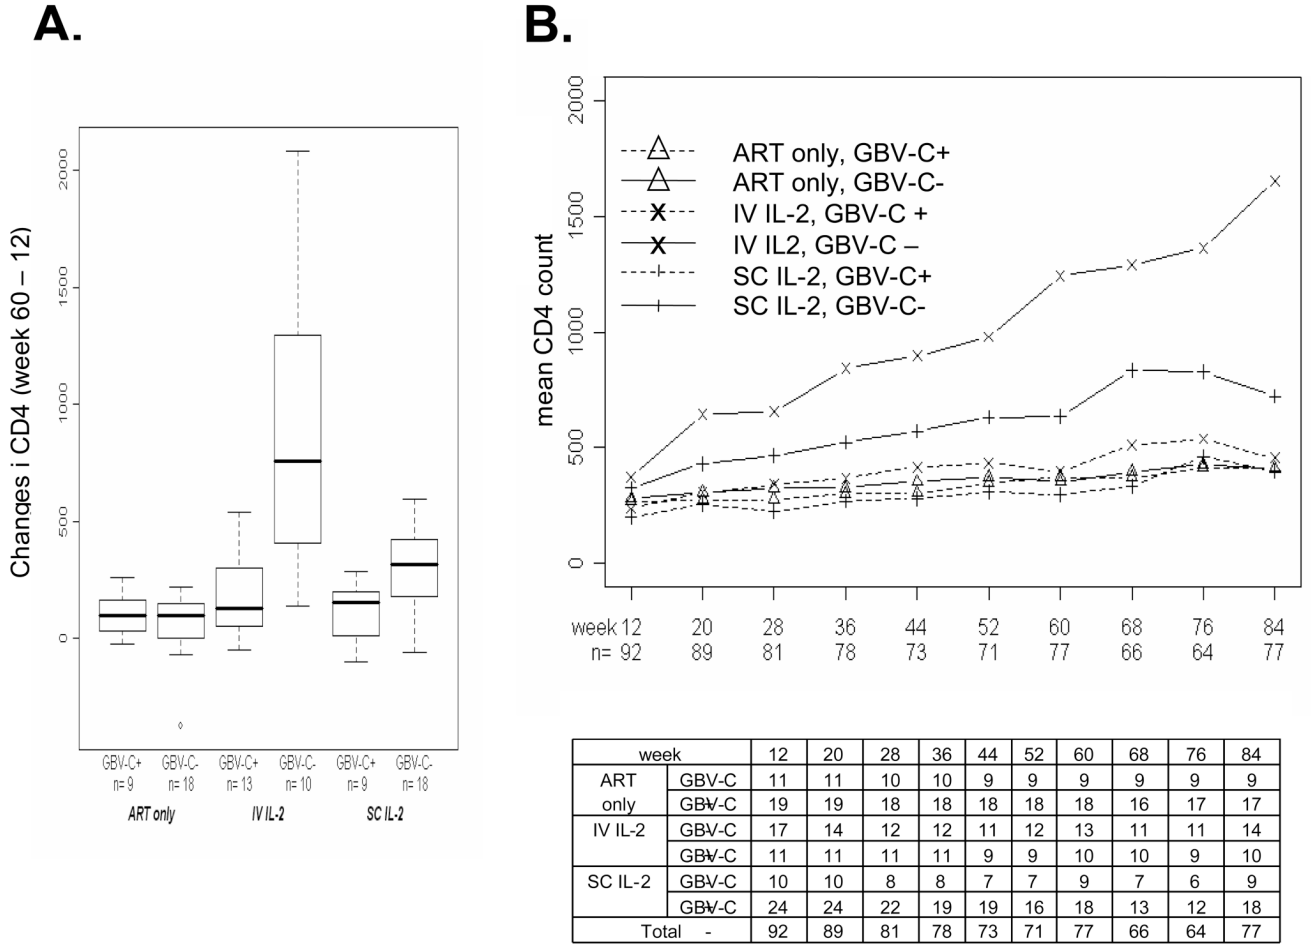 A.
B.
Changes i CD4 (week 60 – 12)
2000
1500
1000
500
0
GBV-C+ GBV-C- GBV-C+ GBV-C- GBV-C+ GBV-C-
n= 9 n= 18 n= 13 n= 10 n= 9 n= 18
ART only IV IL-2 SC IL-2
mean CD4 count
2000
1500
1000
500
0
ART only, GBV-C+
ART only, GBV-C-
IV IL-2, GBV-C +
IV IL2, GBV-C –
SC IL-2, GBV-C+
SC IL-2, GBV-C-
week 12 20 28 36 44 52 60 68 76 84
n= 92 89 81 78 73 71 77 66 64 77
week 12 20 28 36 44 52 60 68 76 84
ART GBV-C 11 11 10 10 9 9 9 9 9 9
only GBV-C 19 19 18 18 18 18 18 16 17 17
IV IL-2 GBV-C 17 14 12 12 11 12 13 11 11 14
GBV-C 11 11 11 11 9 9 10 10 9 10
SC IL-2 GBV-C 10 10 8 8 7 7 9 7 6 9
GBV-C 24 24 22 19 19 16 18 13 12 18
Total - 92 89 81 78 73 71 77 66 64 77